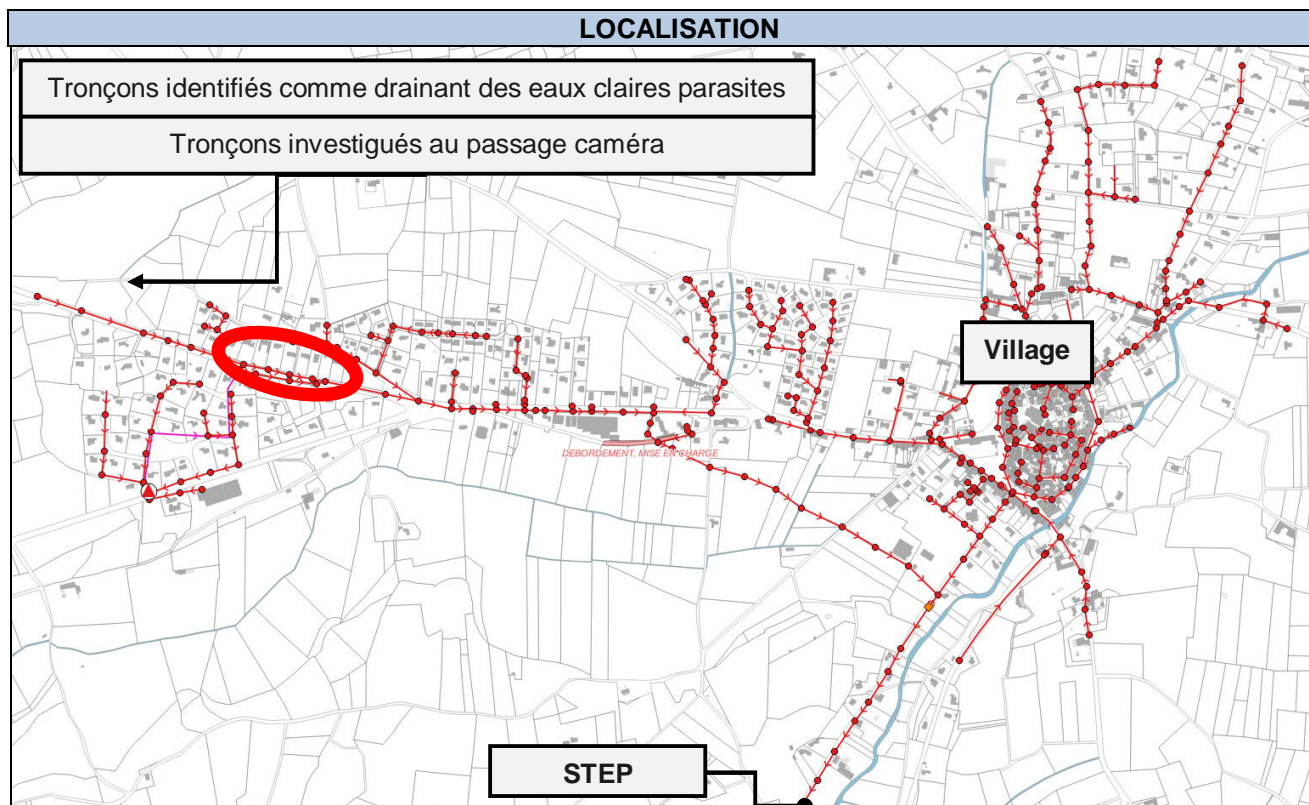 LOCALISATION
Tronçons identifiés comme drainant des eaux claires parasites
Tronçons investigués au passage caméra
Village
DEBORDEMENT, MISE EN CHARGE
STEP